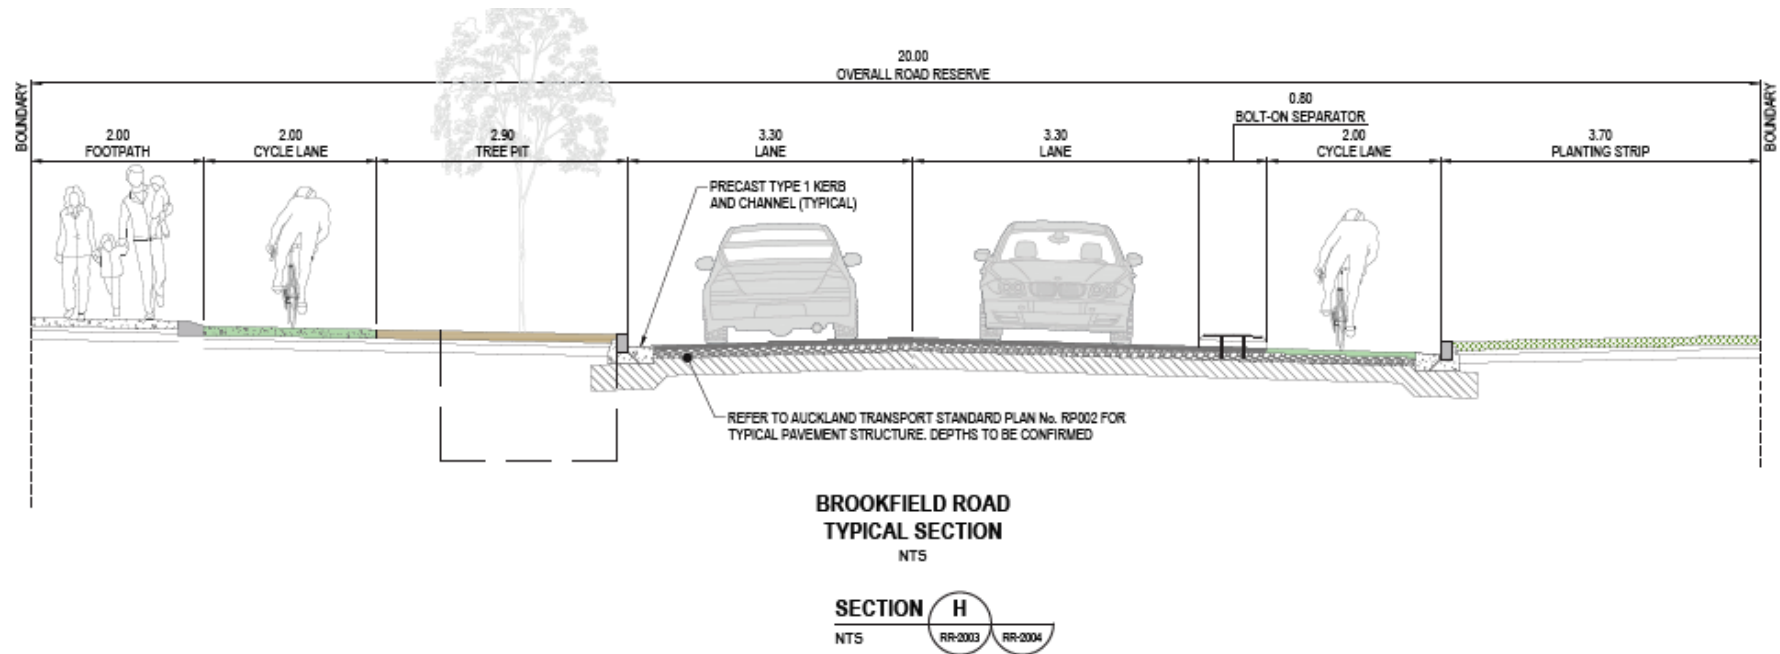 20.00
OVERALL ROAD RESERVE
BOUNDARY
BOUNDARY
0.80
BOLT-ON SEPARATOR
2.00
FOOTPATH
2.00
CYCLE LANE
2.90
TREE PIT
3.30
LANE
3.30
LANE
2.00
CYCLE LANE
3.70
PLANTING STRIP
PRECAST TYPE 1 KERB
AND CHANNEL (TYPICAL)
REFER TO AUCKLAND TRANSPORT STANDARD PLAN No. RP002 FOR
TYPICAL PAVEMENT STRUCTURE. DEPTHS TO BE CONFIRMED
BROOKFIELD ROAD
TYPICAL SECTION
NTS
SECTION H
NTS RR-2003 RR-2004